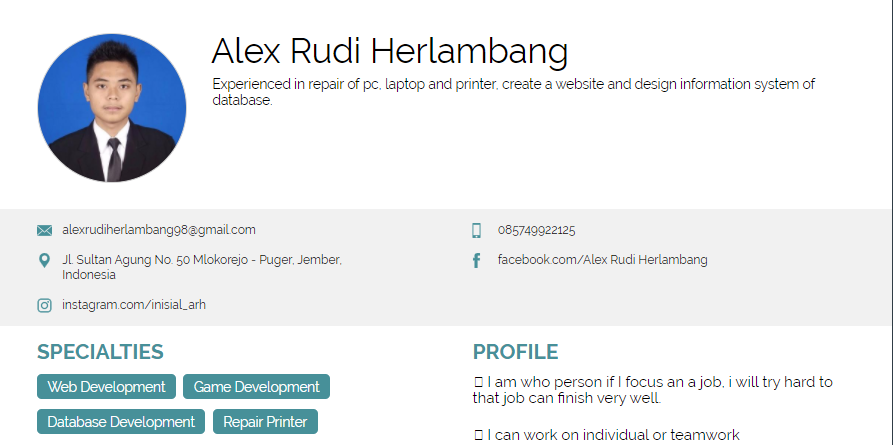 Alex Rudi Herlambang
Experienced in repair of pc, laptop and printer, create a website and design information system of
database.
alexrudiherlambang98@gmail.com
085749922125
Jl. Sultan Agung No. 50 Mlokorejo - Puger, Jember,
Indonesia
facebook.com/Alex Rudi Herlambang
instagram.com/inisial_arh
SPECIALTIES
Web Development
Game Development
Database Development
Repair Printer
PROFILE
I am who person if I focus an a job, i will try hard to
that job can finish very well.
I can work on individual or teamwork